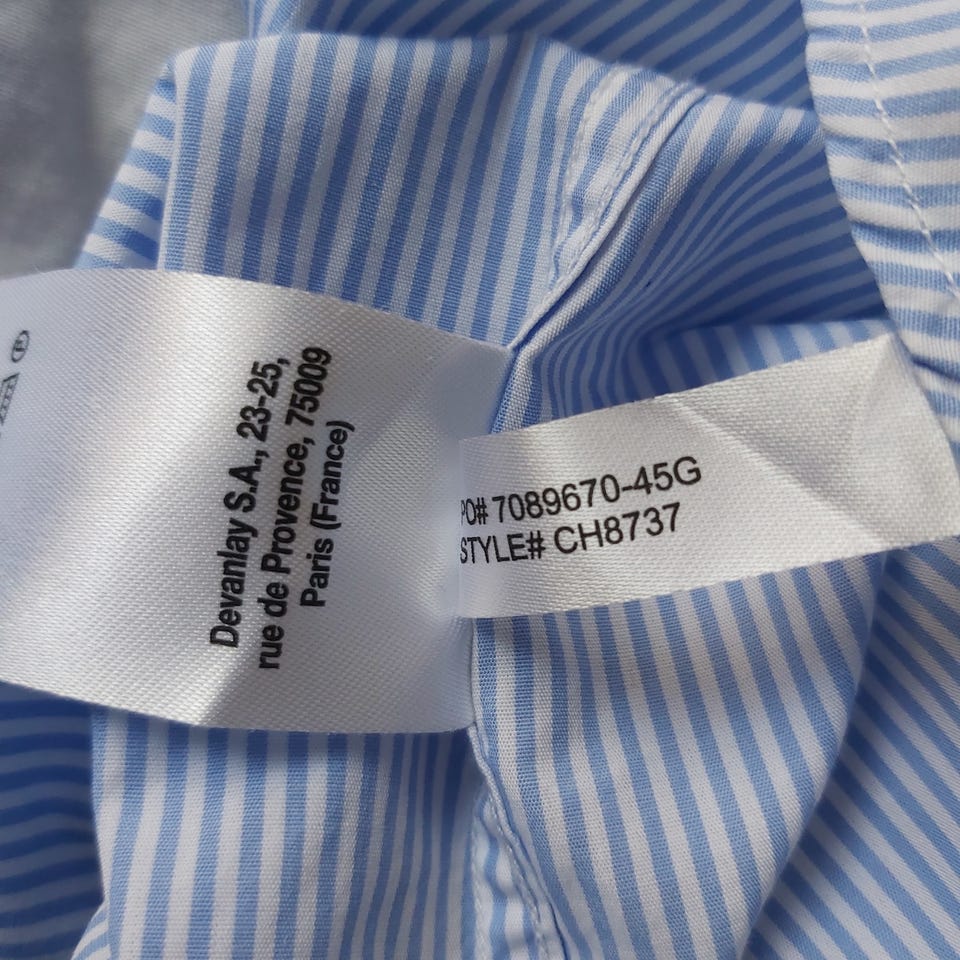 Devanlay S.A., 23-25,
rue de Provence, 75009
Paris (France)
PO# 7089670-45G
STYLE# CH8737